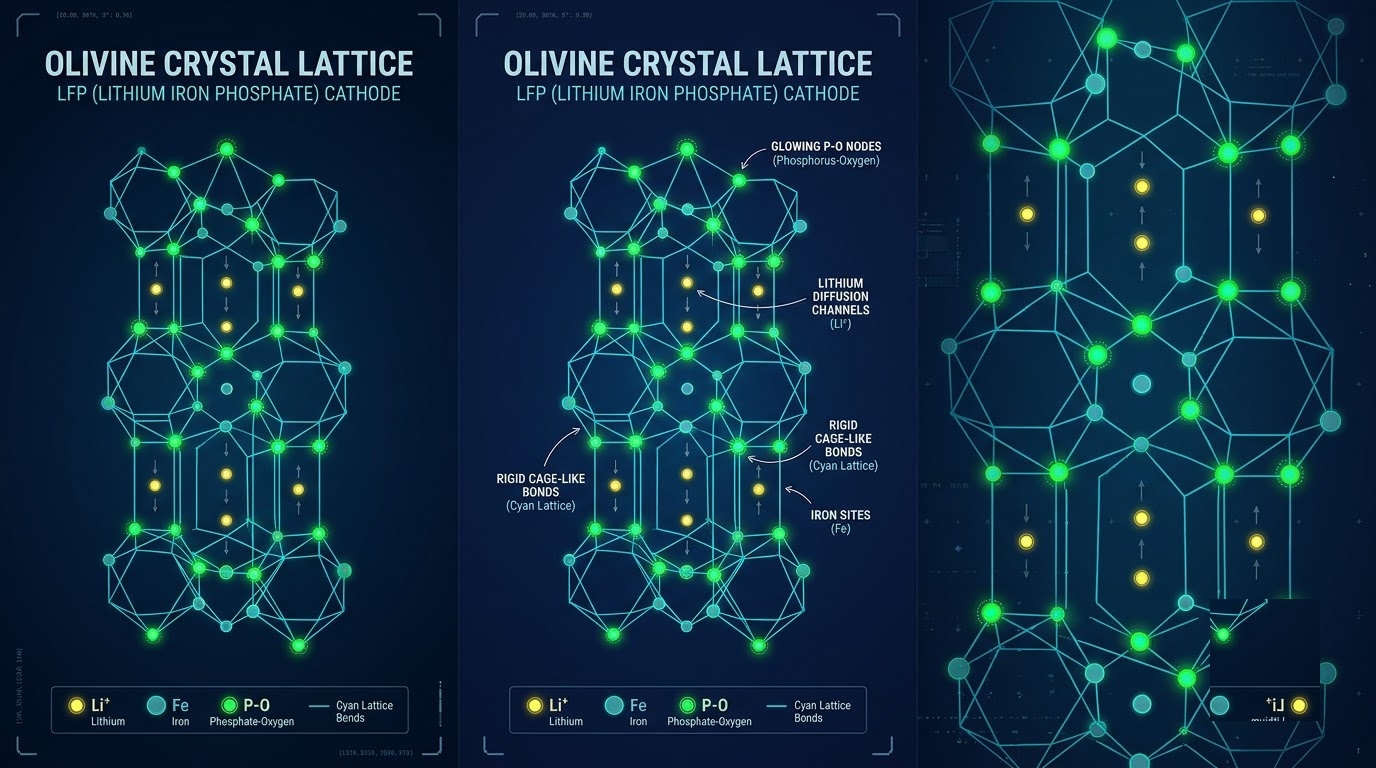 OLIVINE CRYSTAL LATTICE
LFP (LITHIUM IRON PHOSPHATE) CATHODE
Li⁺
Lithium
Fe
Iron
P-O
Phosphate-Oxygen
Cyan Lattice
Bends
OLIVINE CRYSTAL LATTICE
LFP (LITHIUM IRON PHOSPHATE) CATHODE
GLOWING P-O NODES
(Phosphorus-Oxygen)
LITHIUM
DIFFUSION
CHANNELS
RIGID
CAGE-LIKE
BONDS
(Cyan Lattice)
RIGID CAGE-LIKE
BONDS
(Cyan Lattice)
IRON SITES
(Fe)
Li⁺
Lithium
Fe
Iron
P-O
Phosphate-Oxygen
Cyan Lattice
Bonds
Li⁺